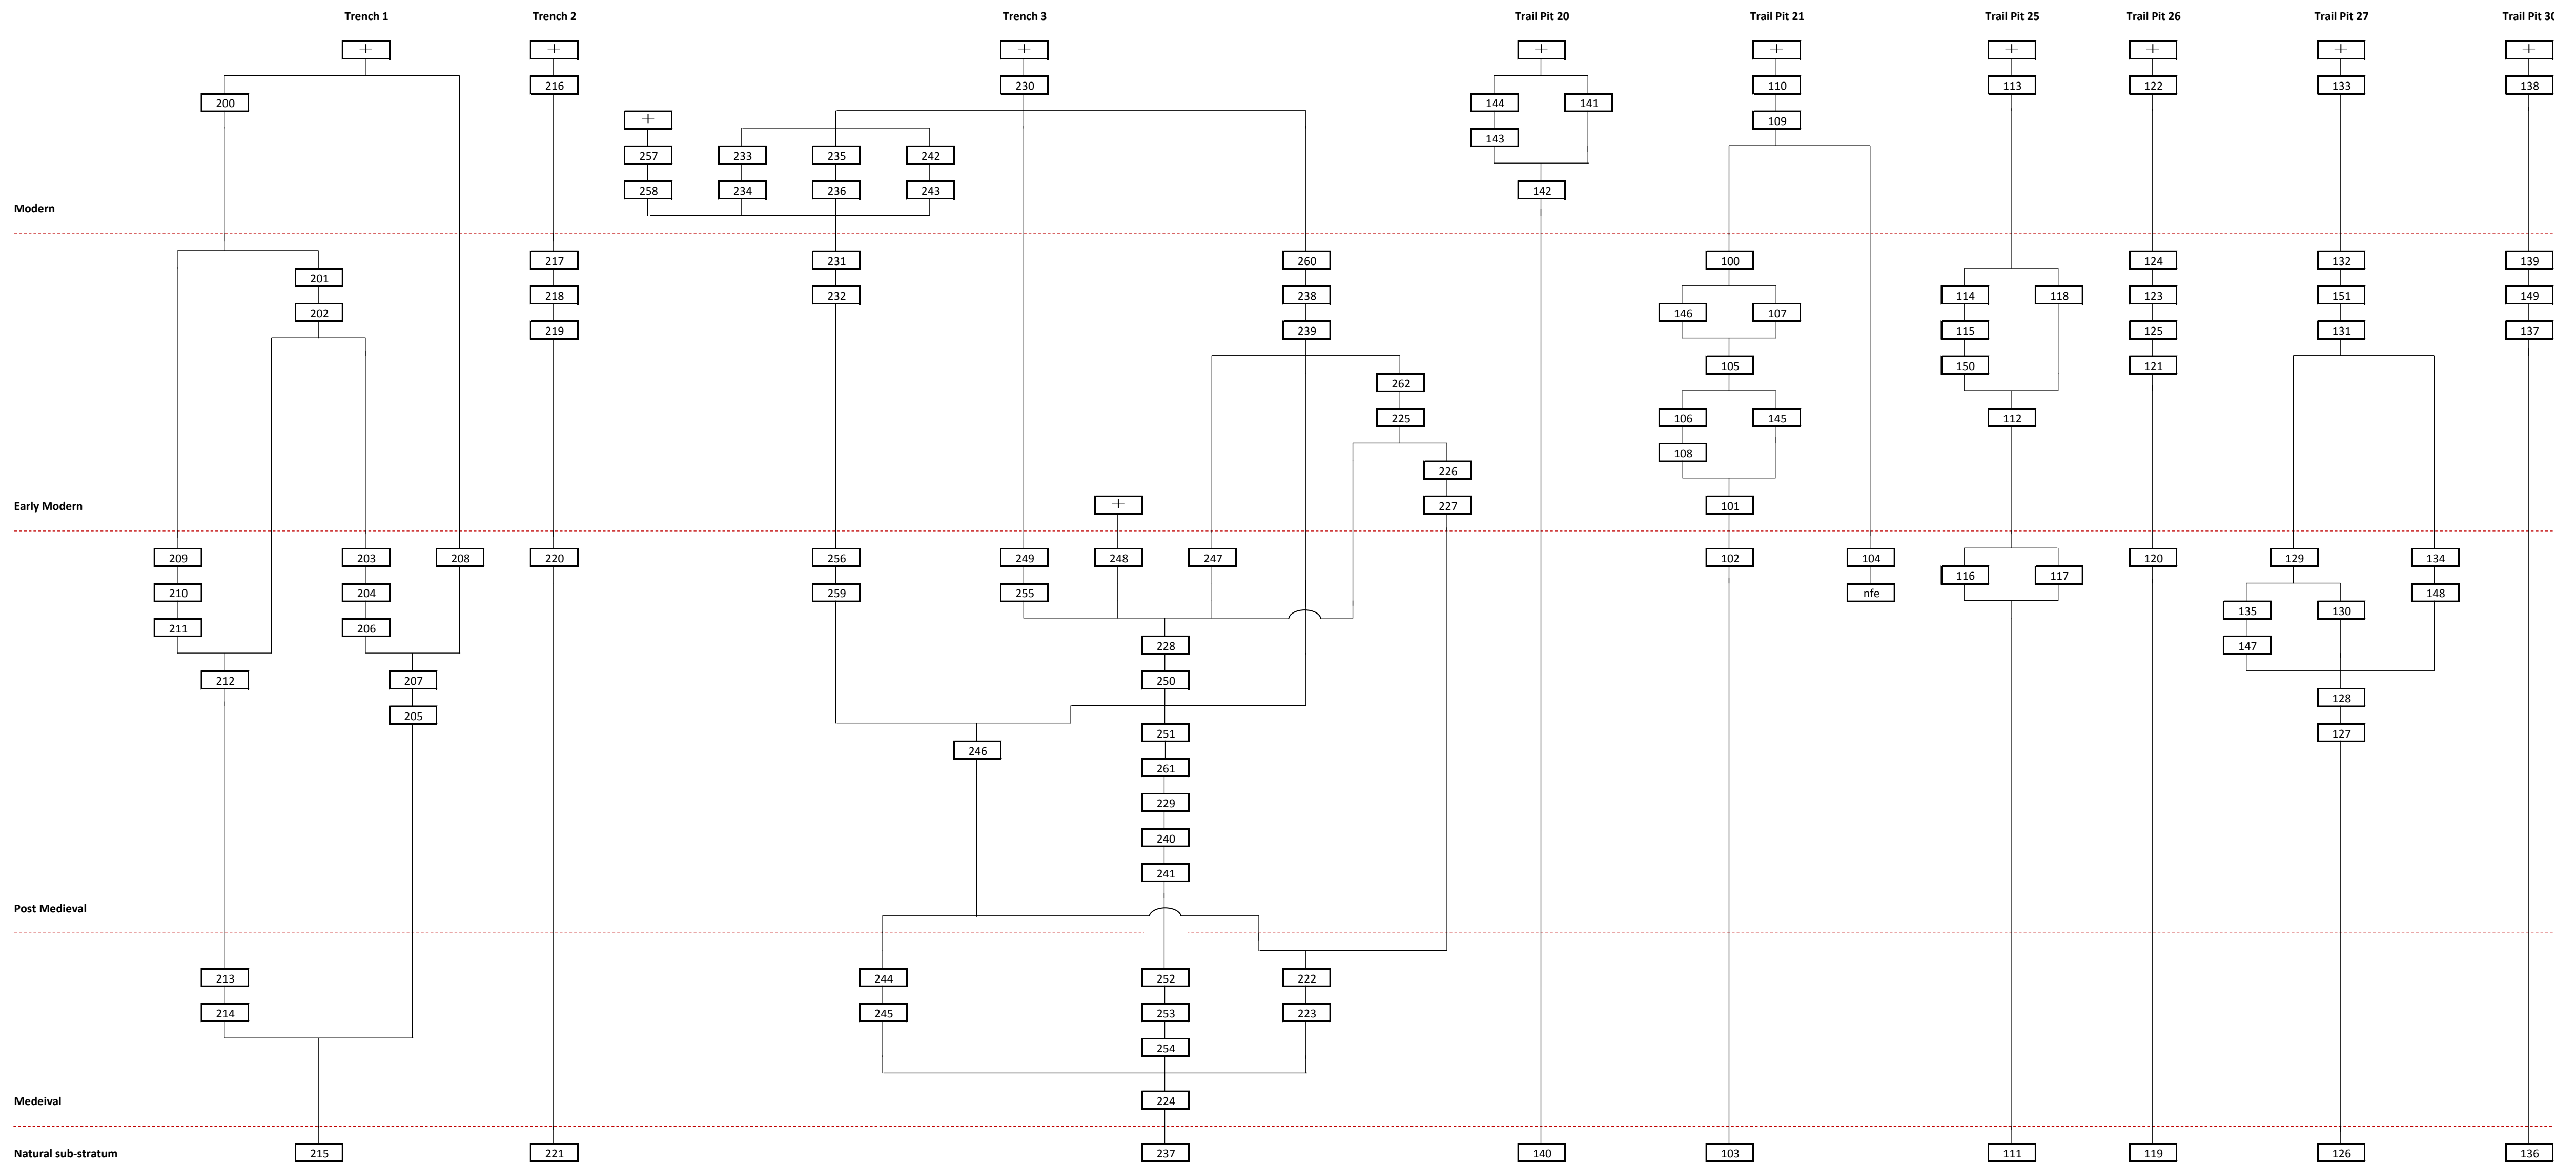 Trench 1 Trench 2 Trench 3 Trail Pit 20 Trail Pit 21 Trail Pit 25 Trail Pit 26 Trail Pit 27 Trail Pit 30
+ + + + + + + + +
216 230 110 113 122 133 138
200 144 141
+ 109
143
257 233 235 242
258 234 236 243 142
Modern
217 231 260 100 124 132 139
201
218 232 238 114 118 123 151 149
202 146 107
219 239 115 125 131 137
105 150 121
262
225 106 145 112
108
226
+ 227 101
Early Modern
209 203 208 220 256 249 248 247 102 104 120 129 134
116 117
210 204 259 255 nfe 148
135 130
211 206 228 147
212 207 250 128
205
251 127
246
261
229
240
241
Post Medieval
213 244 252 222
214 245 253 223
254
Medeival 224
Natural sub-stratum 215 221 237 140 103 111 119 126 136